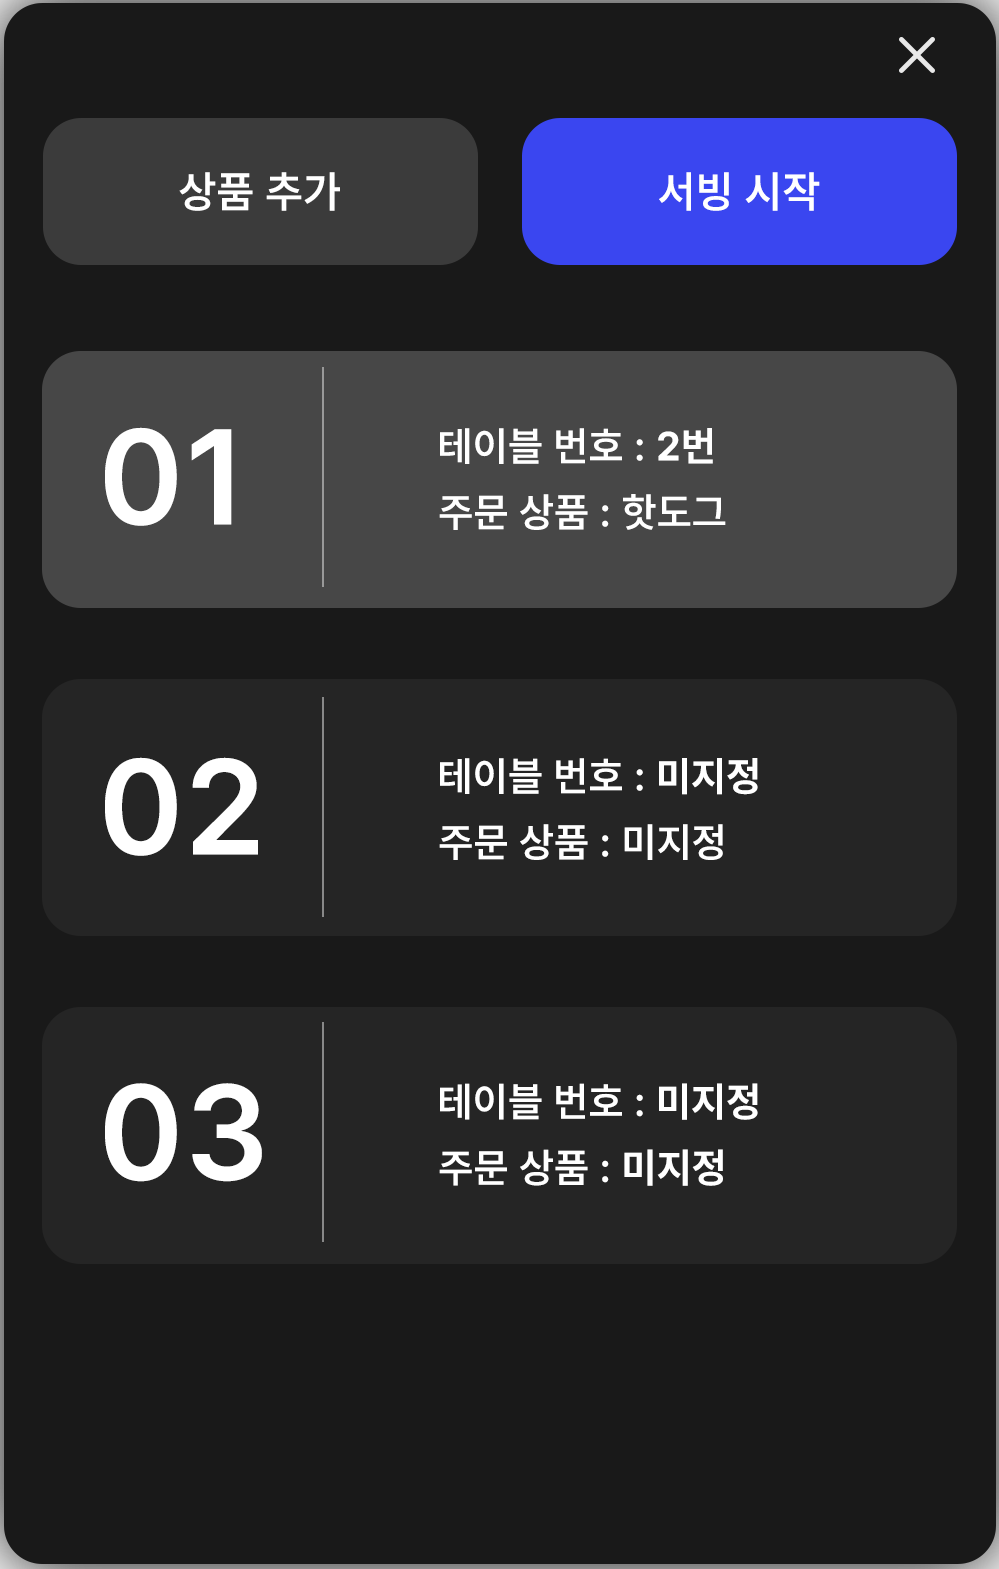 상품 추가
서빙 시작
01
테이블 번호 : 2번
주문 상품 : 핫도그
02
테이블 번호 : 미지정
주문 상품 : 미지정
03
테이블 번호 : 미지정
주문 상품 : 미지정